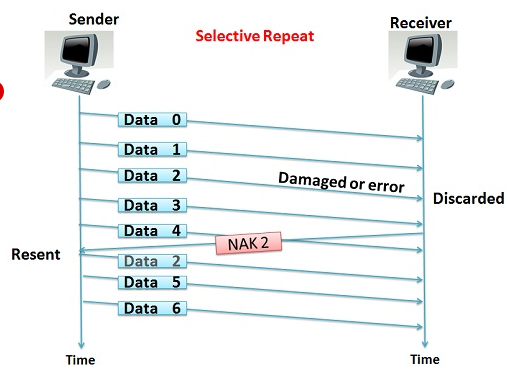 Sender
Selective Repeat
Receiver
Data 0
Data 1
Data 2
Damaged or error
Discarded
Data 3
Data 4
NAK 2
Resent
Data 2
Data 5
Data 6
Time
Time